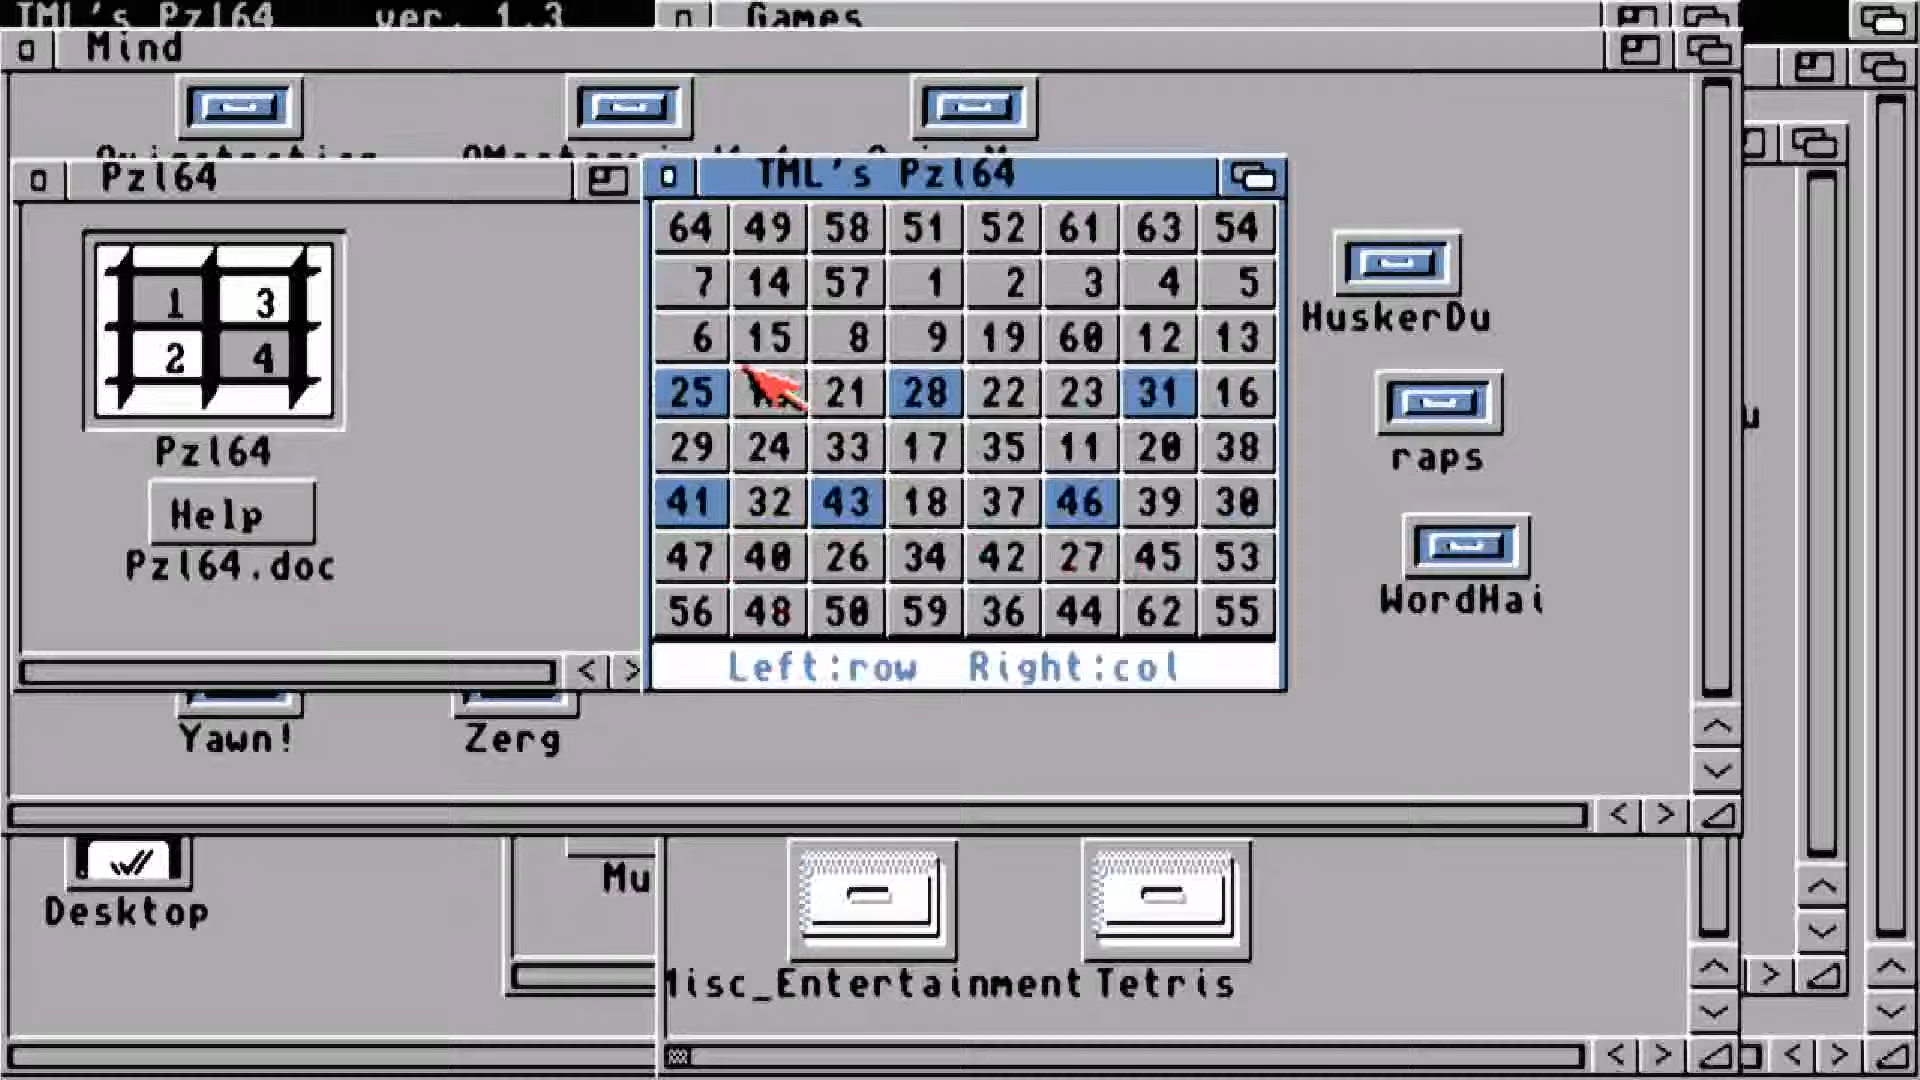 TML's Pzl64 ver. 1.3
Games
Mind
Pzl64
TML's Pzl64
64 49 58 51 52 61 63 54
7 14 57 1 2 3 4 5
6 15 8 9 19 60 12 13
25 21 28 22 23 31 16
29 24 33 17 35 11 20 38
41 32 43 18 37 46 39 30
47 40 26 34 42 27 45 53
56 48 50 59 36 44 62 55
Left:row Right:col
1 3
2 4
Pzl64
Help
Pzl64.doc
HuskerDu
raps
WordHai
Yawn!
Zerg
Desktop
Mu
Misc_Entertainment
Tetris